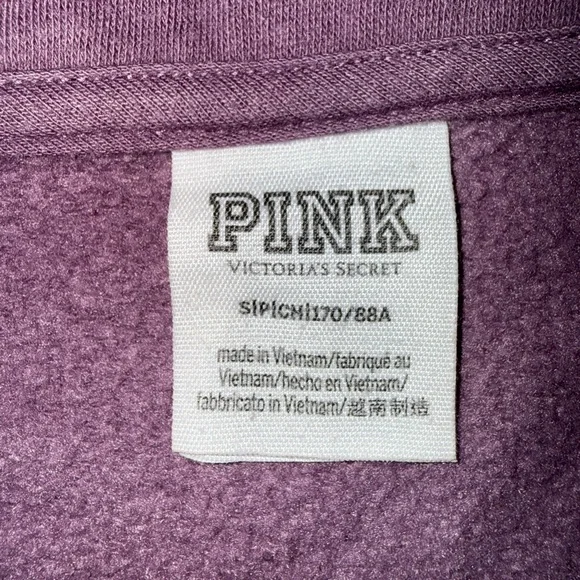 PINK
VICTORIA'S SECRET
S|P|CH|170/88A
made in Vietnam/fabriqué au
Vietnam/hecho en Vietnam/
fabbricato in Vietnam/越南制造